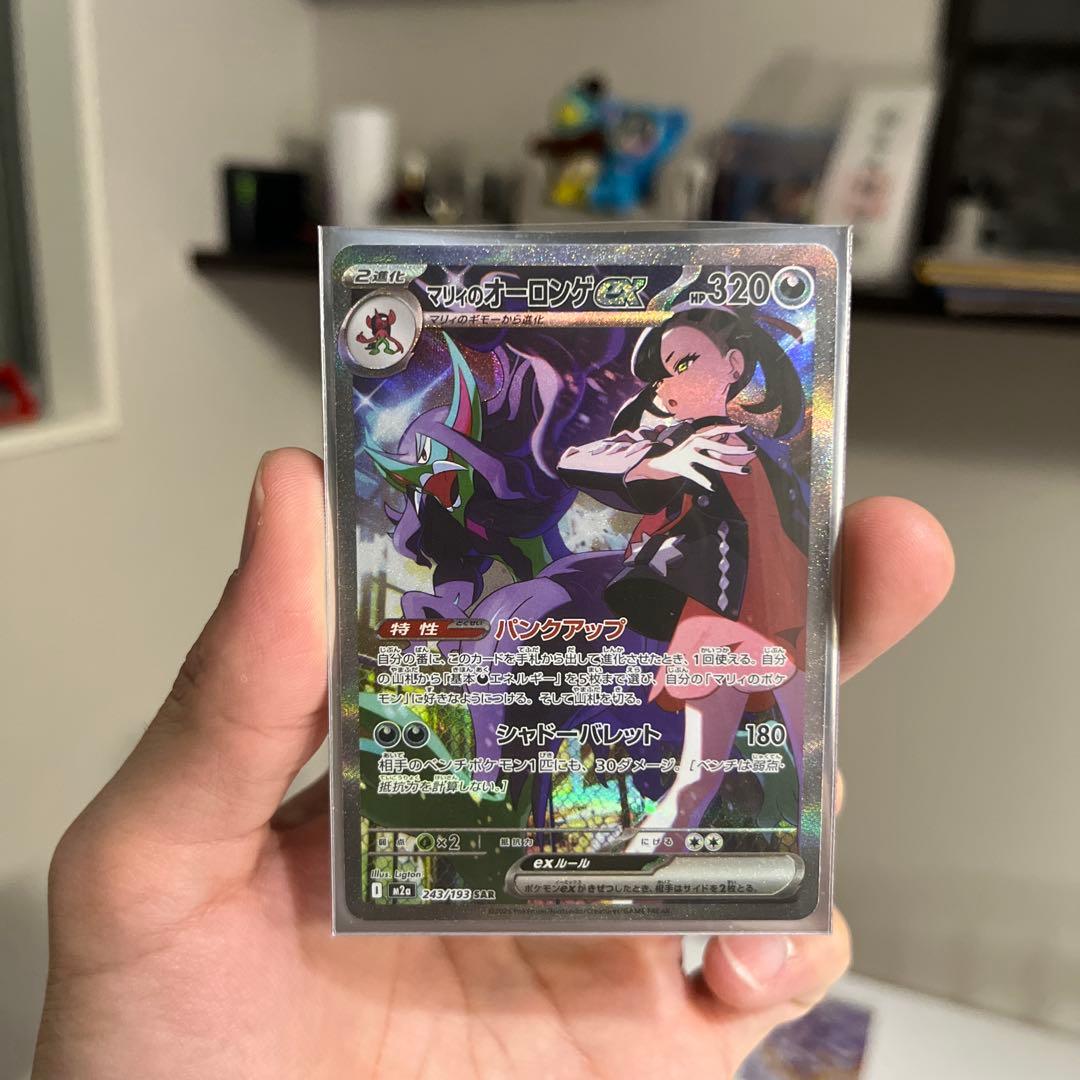 2進化
マリィのオーロンゲex HP320
マリィのギモーから進化
特性 とくせい パンクアップ
自分の番に、このカードを手札から出して進化させたとき、1回使える。自分
の山札から「基本エネルギー」を5枚まで選び、自分の「マリィのポケ
モン」に好きなようにつける。そして山札を切る。
シャドーバレット 180
相手のベンチポケモン1匹にも、30ダメージ。［ベンチは弱点・
抵抗力を計算しない。］
弱点 ×2 抵抗力 にげる
exルール
ポケモンexがきぜつしたとき、相手はサイドを2枚とる。
Illus. Ligton
I m2a 243/193 SAR
©2025 Pokémon/Nintendo/Creatures/GAME FREAK